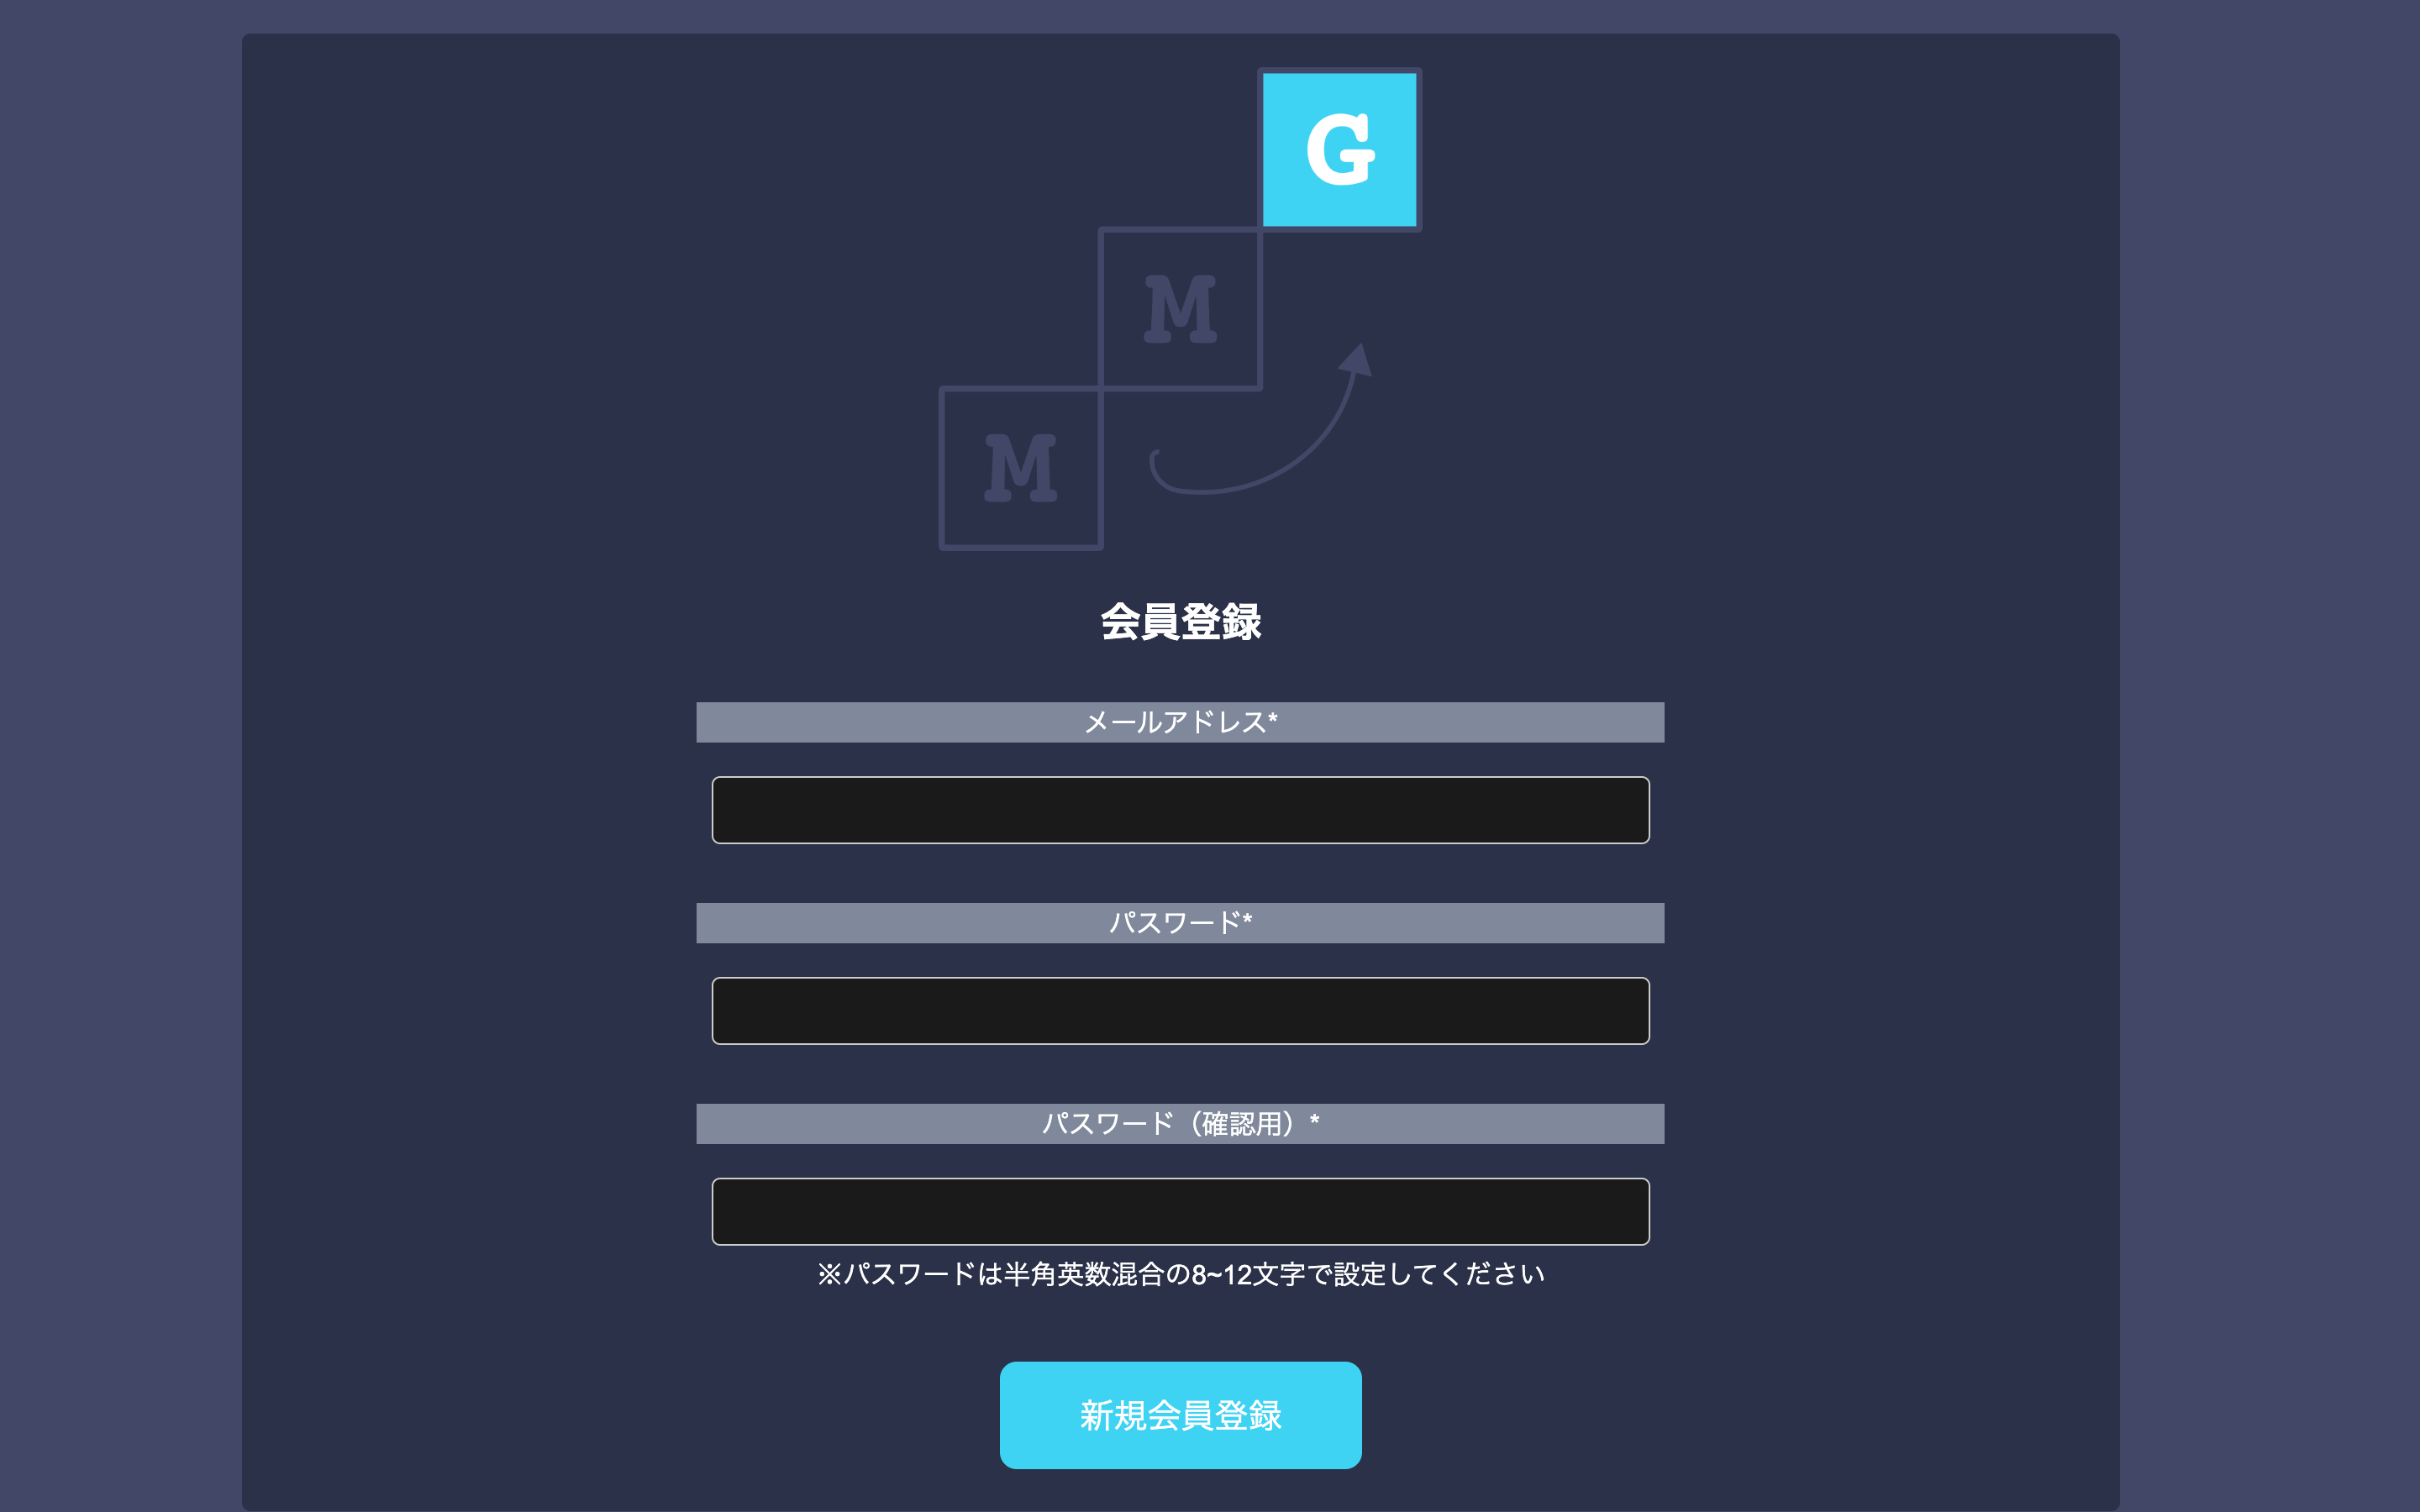 G
M
M
会員登録
メールアドレス*
パスワード*
パスワード（確認用）*
※パスワードは半角英数混合の8~12文字で設定してください
新規会員登録